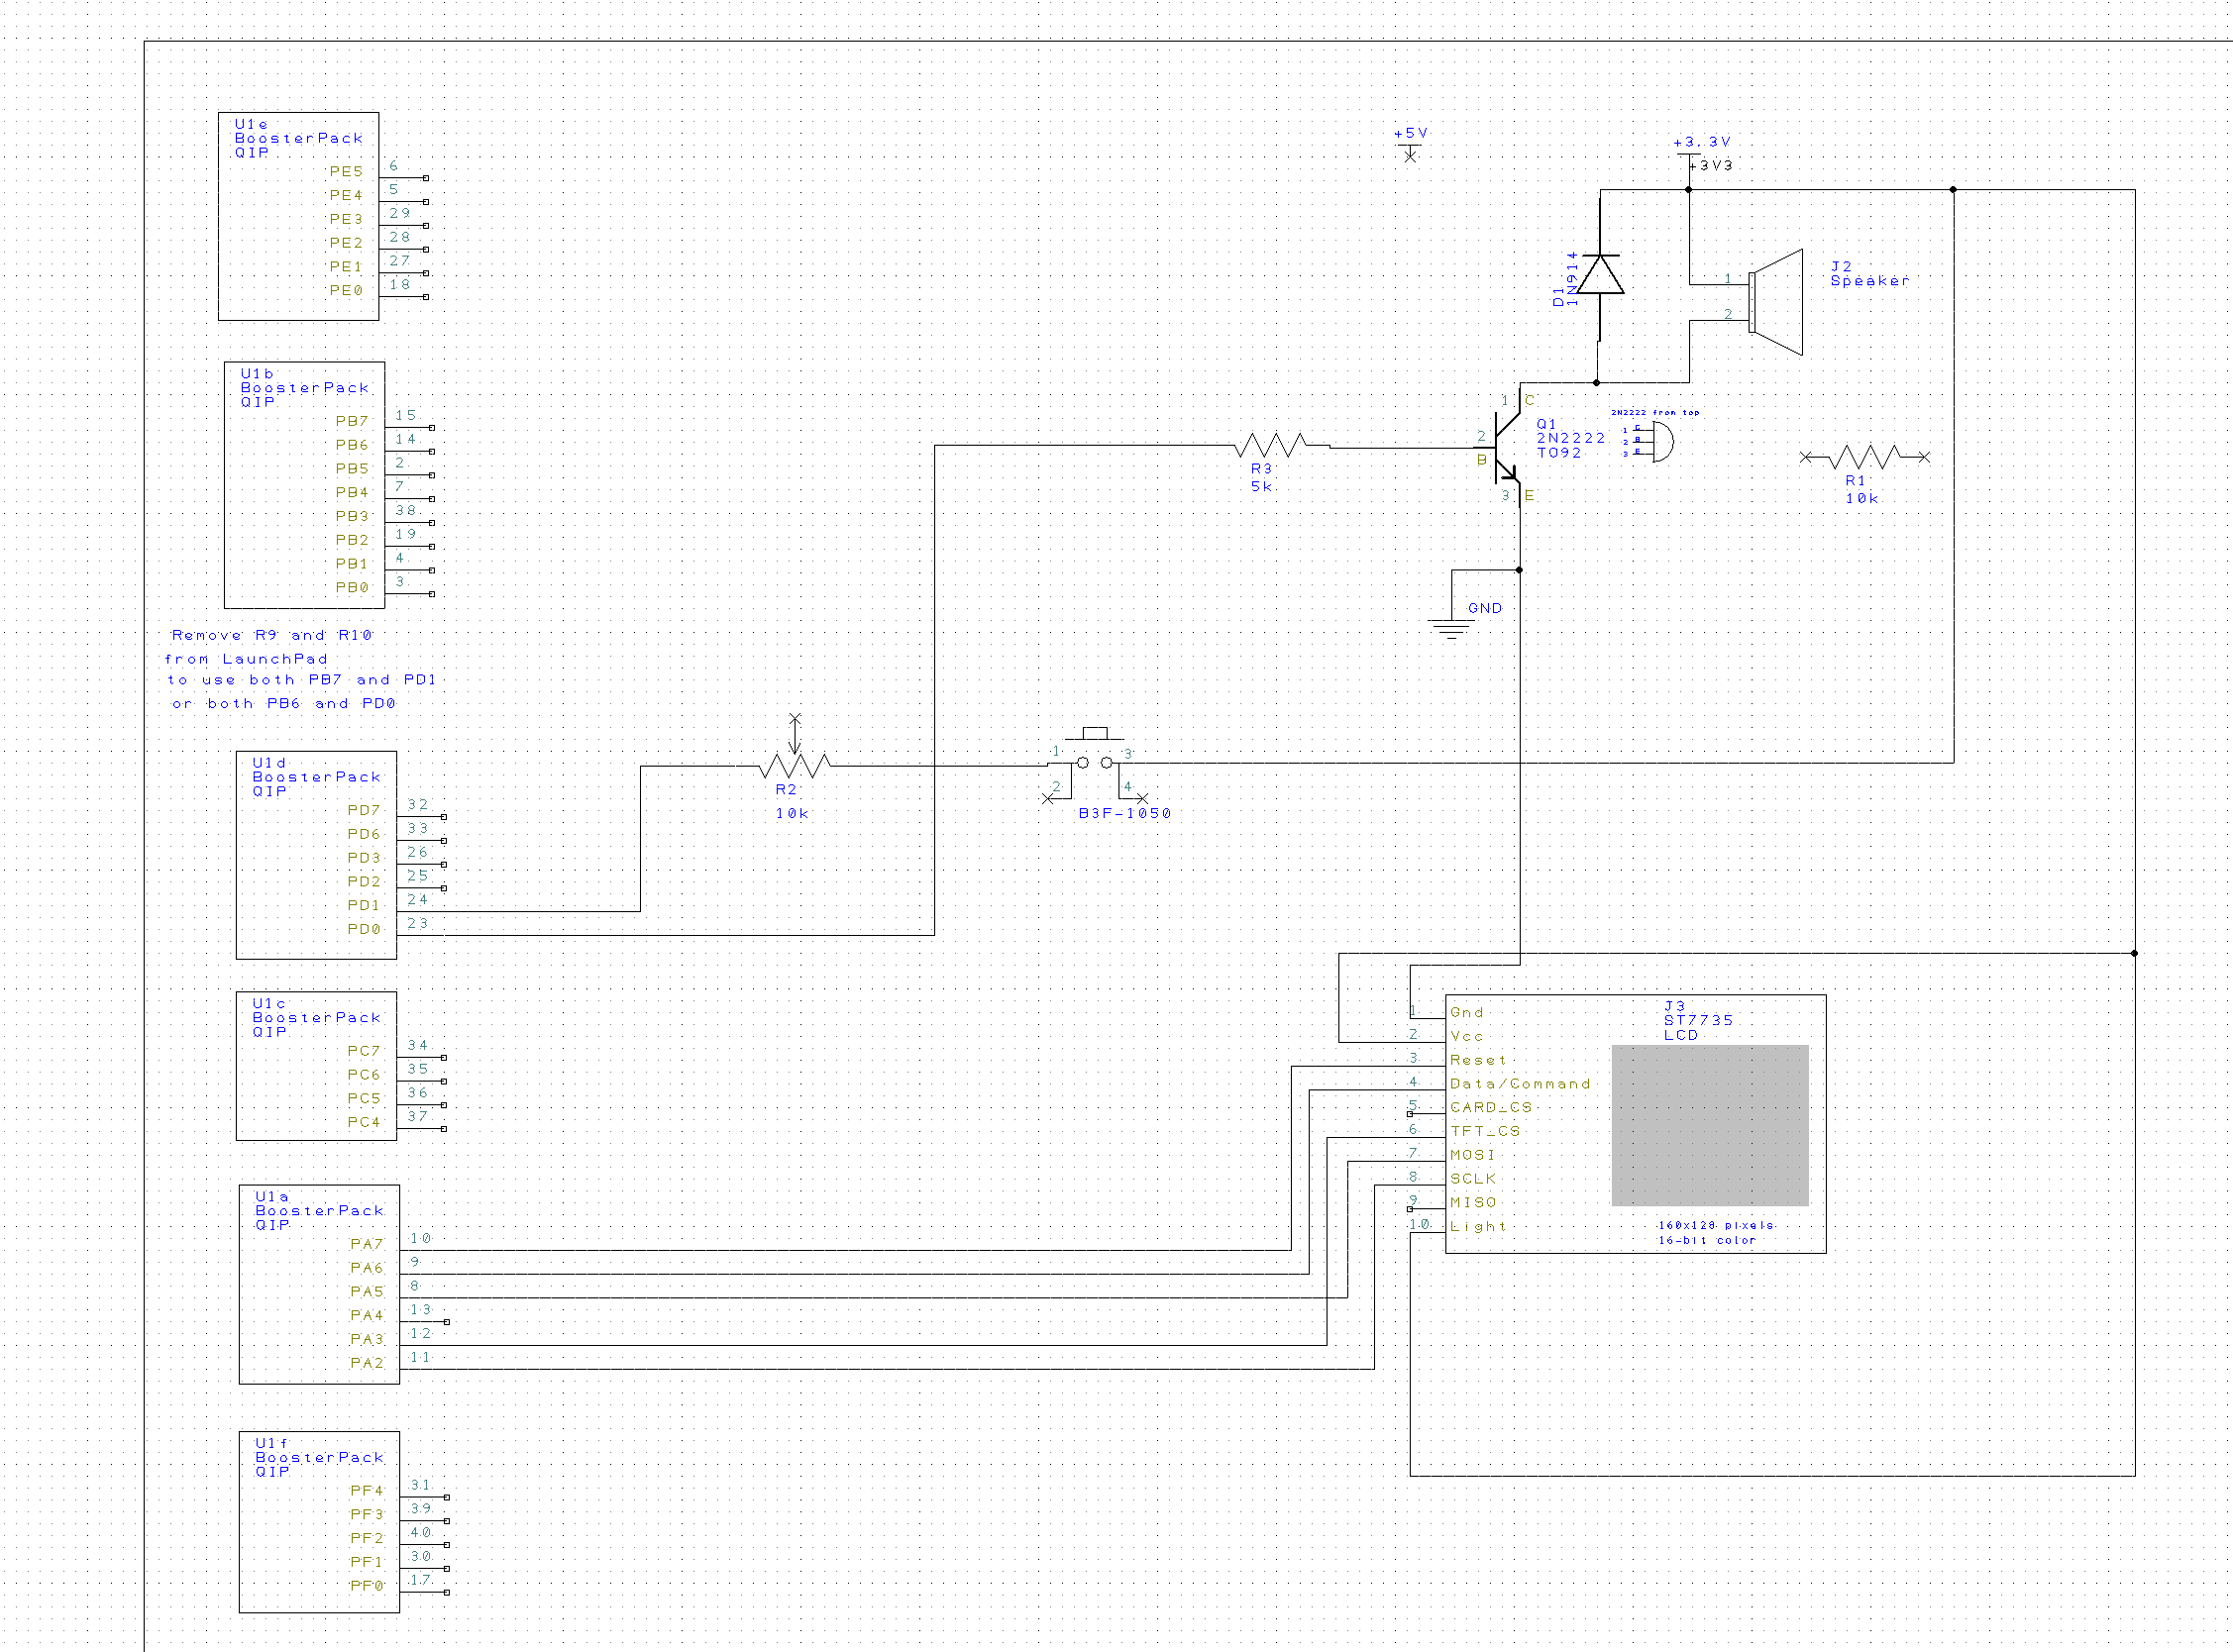 U1e
BoosterPack
QIP
PE5 6
PE4 5
PE3 29
PE2 28
PE1 27
PE0 18
+5V
+3.3V
+3V3
D1
1N914
1
2
J2
Speaker
U1b
BoosterPack
QIP
PB7 15
PB6 14
PB5 2
PB4 7
PB3 38
PB2 19
PB1 4
PB0 3
R3
5k
1 C
2
B
3 E
Q1
2N2222
TO92
2N2222 from top
1 C
2 B
3 E
R1
10k
GND
Remove R9 and R10
from LaunchPad
to use both PB7 and PD1
or both PB6 and PD0
U1d
BoosterPack
QIP
PD7 32
PD6 33
PD3 26
PD2 25
PD1 24
PD0 23
R2
10k
1 3
2 4
B3F-1050
U1c
BoosterPack
QIP
PC7 34
PC6 35
PC5 36
PC4 37
J3
ST7735
LCD
1 Gnd
2 Vcc
3 Reset
4 Data/Command
5 CARD_CS
6 TFT_CS
7 MOSI
8 SCLK
9 MISO
10 Light
160x128 pixels
16-bit color
U1a
BoosterPack
QIP
PA7 10
PA6 9
PA5 8
PA4 13
PA3 12
PA2 11
U1f
BoosterPack
QIP
PF4 31
PF3 39
PF2 40
PF1 30
PF0 17